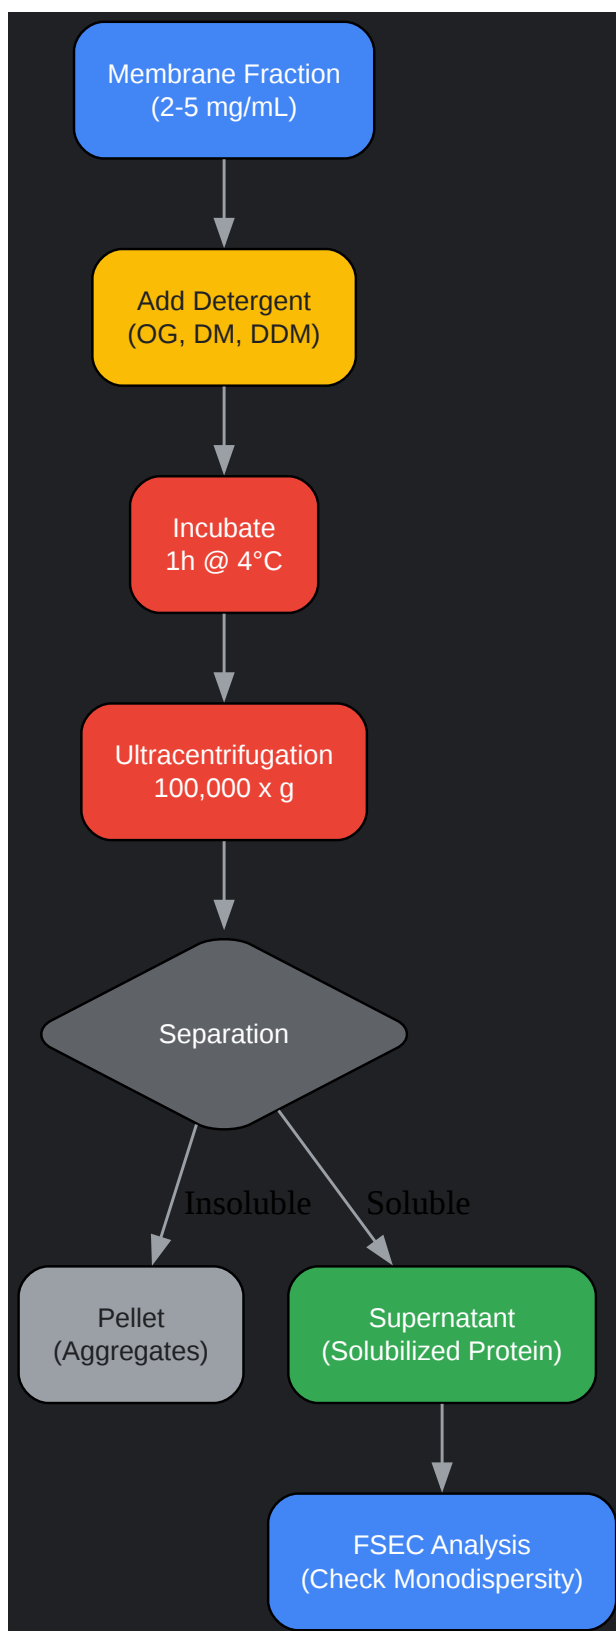 Membrane Fraction
(2-5 mg/mL)
Add Detergent
(OG, DM, DDM)
Incubate
1h @ 4°C
Ultracentrifugation
100,000 x g
Separation
Insoluble
Soluble
Pellet
(Aggregates)
Supernatant
(Solubilized Protein)
FSEC Analysis
(Check Monodispersity)